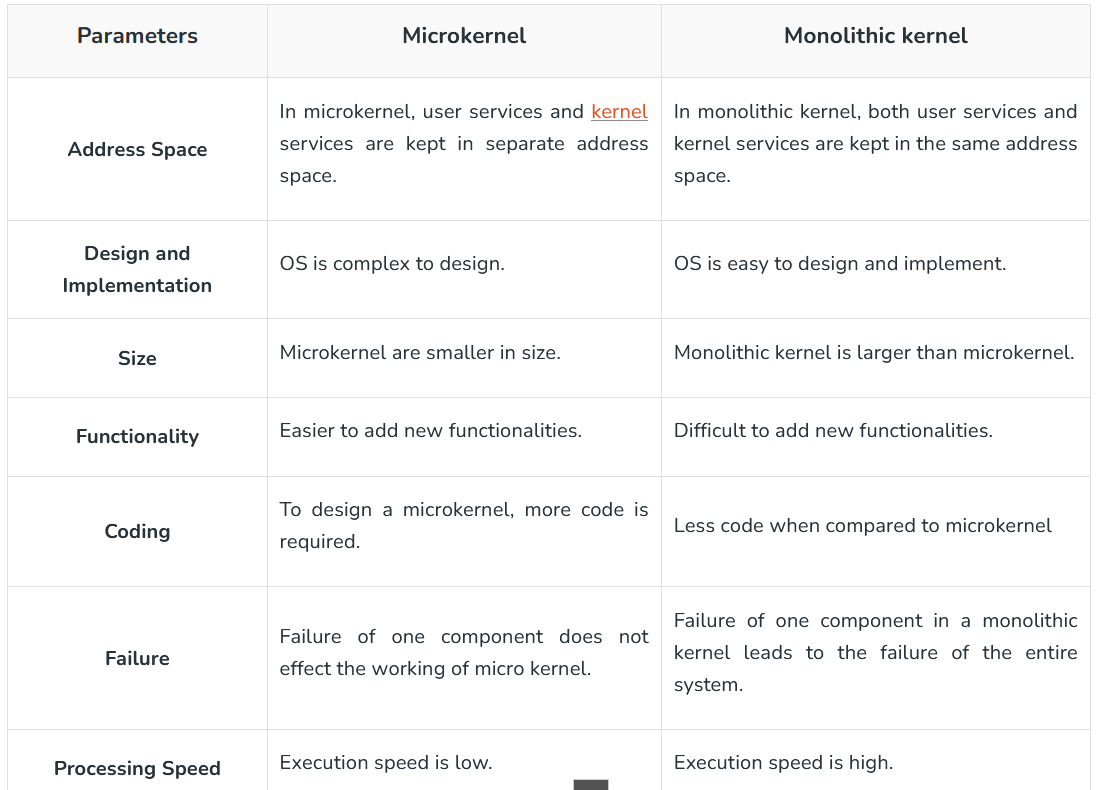 Parameters
Microkernel
Monolithic kernel
Address Space
In microkernel, user services and kernel
services are kept in separate address
space.
In monolithic kernel, both user services and
kernel services are kept in the same address
space.
Design and
Implementation
OS is complex to design.
OS is easy to design and implement.
Size
Microkernel are smaller in size.
Monolithic kernel is larger than microkernel.
Functionality
Easier to add new functionalities.
Difficult to add new functionalities.
Coding
To design a microkernel, more code is
required.
Less code when compared to microkernel
Failure
Failure of one component does not
effect the working of micro kernel.
Failure of one component in a monolithic
kernel leads to the failure of the entire
system.
Processing Speed
Execution speed is low.
Execution speed is high.